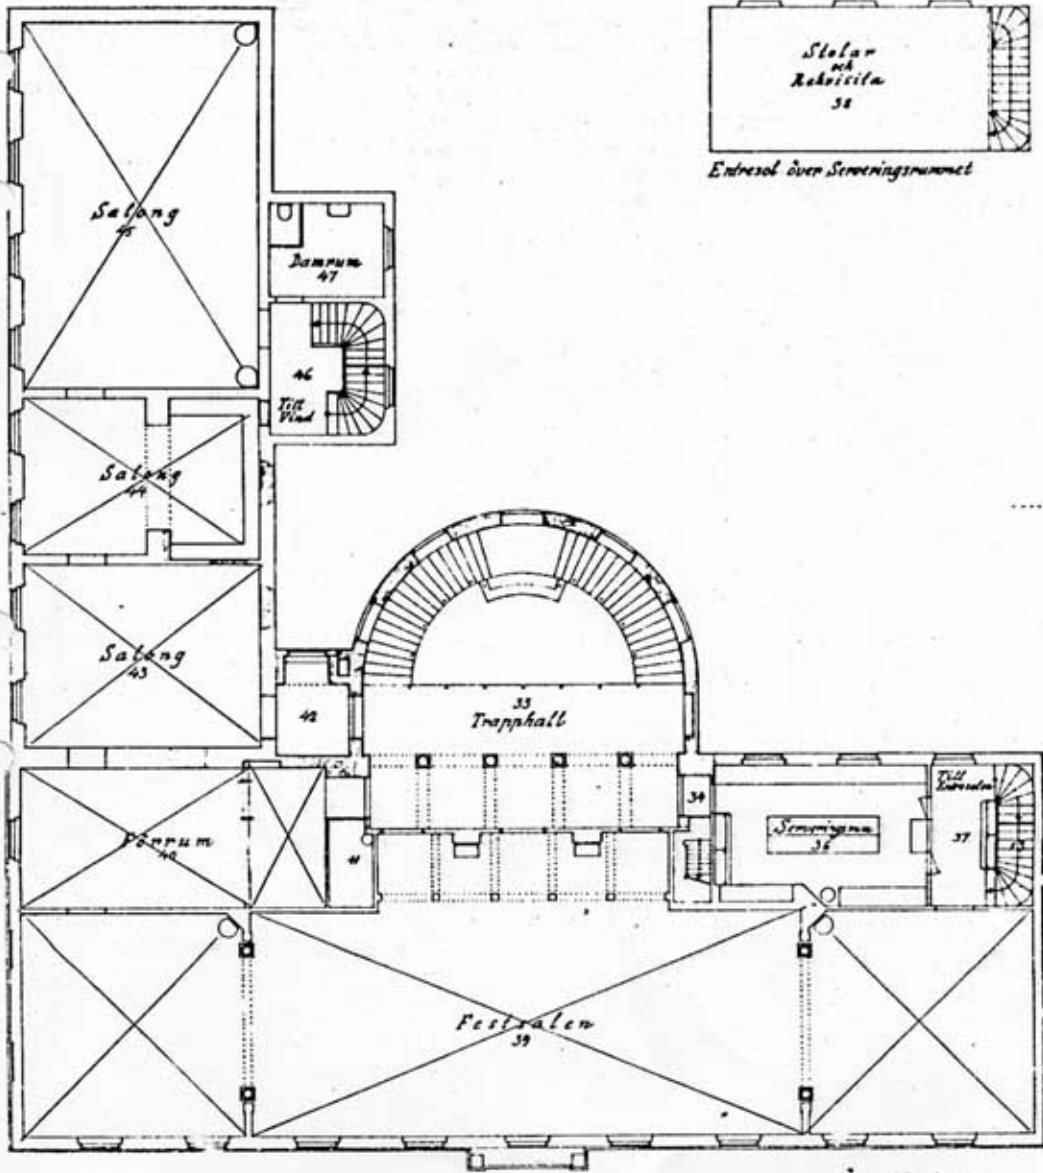 Stolar
och
Rekvisita
38
Entresol över Serveringsrummet
Salong
45
Damrum
47
46
Till
Vind
Salong
44
Salong
43
42
33
Trapphall
34
Till
Entresolen
Serveringsrum
36
37
13
Förrum
40
41
Festsalen
39